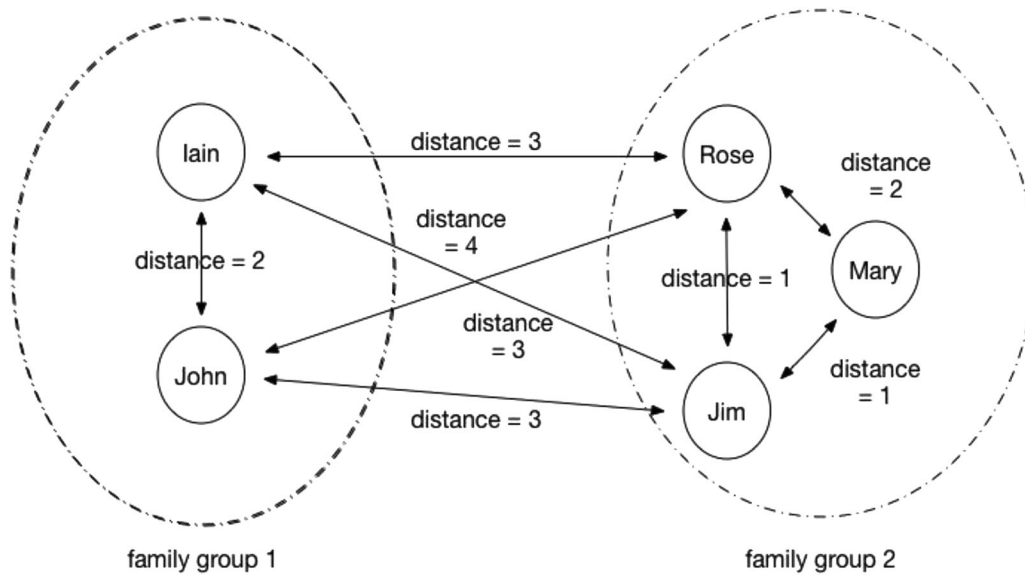 distance = 3
Iain
Rose
distance
= 2
distance
= 4
distance = 2
distance = 1
Mary
distance
= 3
John
distance
= 1
distance = 3
Jim
family group 1
family group 2